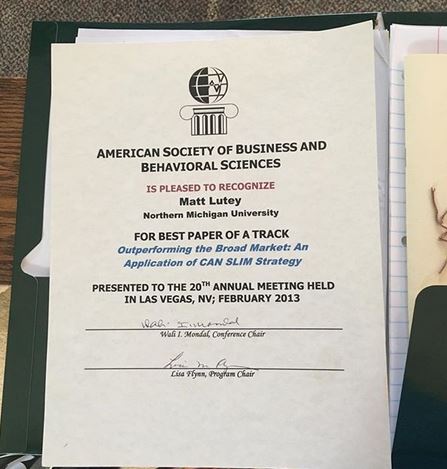 AMERICAN SOCIETY OF BUSINESS AND
BEHAVIORAL SCIENCES
IS PLEASED TO RECOGNIZE
Matt Lutey
Northern Michigan University
FOR BEST PAPER OF A TRACK
Outperforming the Broad Market: An
Application of CAN SLIM Strategy
PRESENTED TO THE 20TH ANNUAL MEETING HELD
IN LAS VEGAS, NV; FEBRUARY 2013
Wali I. Mondal
Wali I. Mondal, Conference Chair
Lisa Flynn, Program Chair